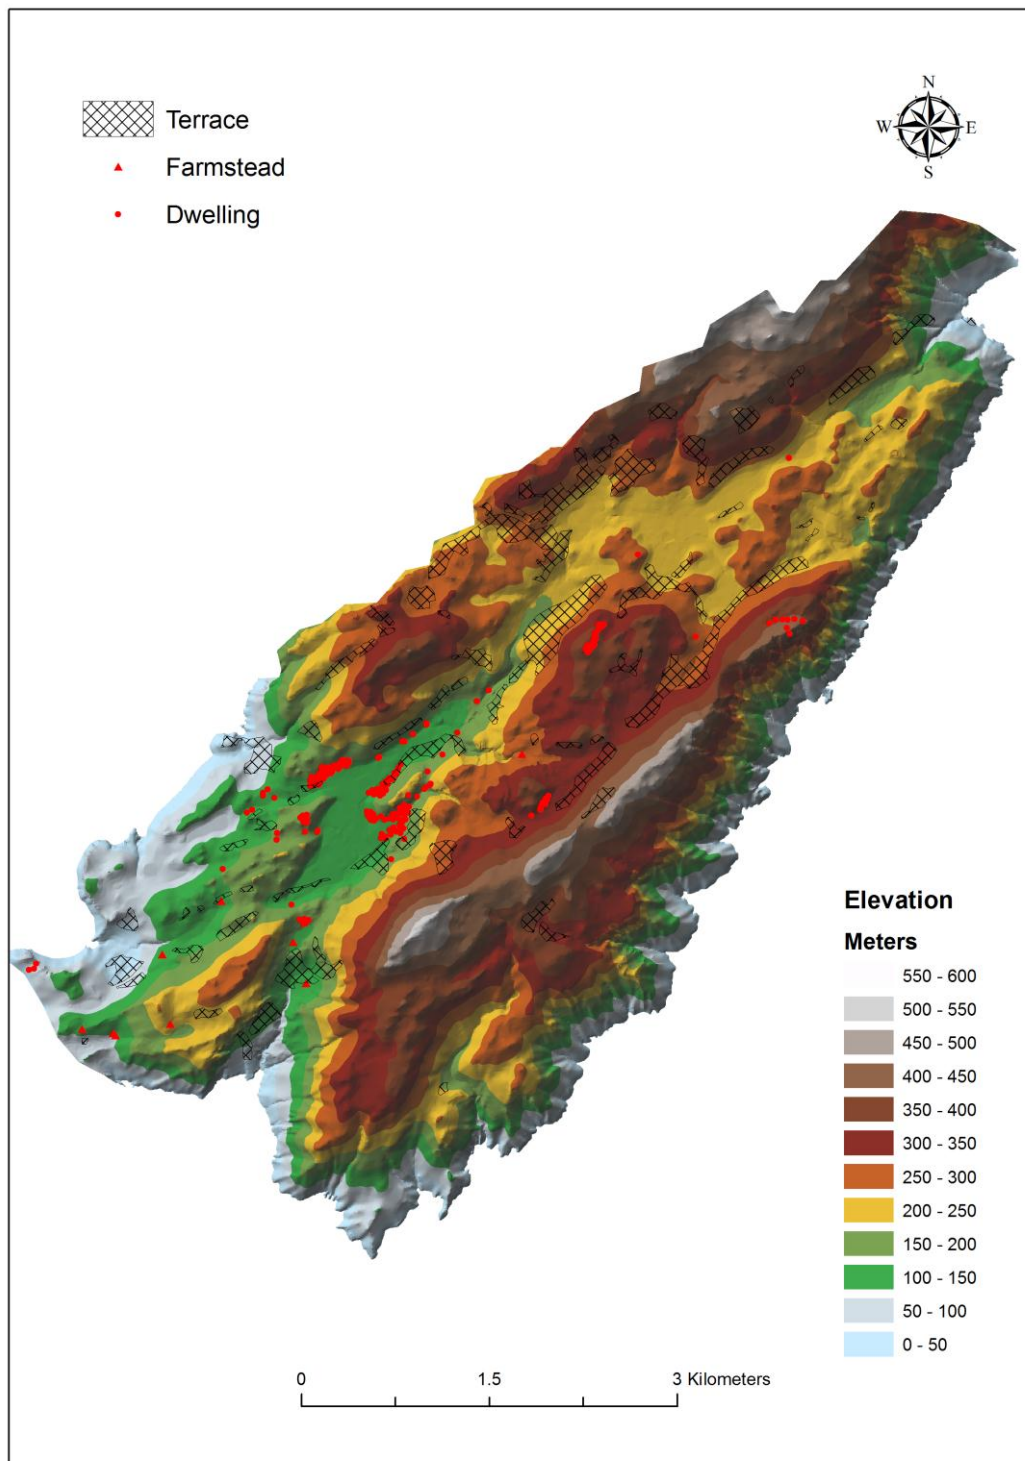 Terrace
Farmstead
Dwelling
N
W E
S
Elevation
Meters
550 - 600
500 - 550
450 - 500
400 - 450
350 - 400
300 - 350
250 - 300
200 - 250
150 - 200
100 - 150
50 - 100
0 - 50
0 1.5 3 Kilometers